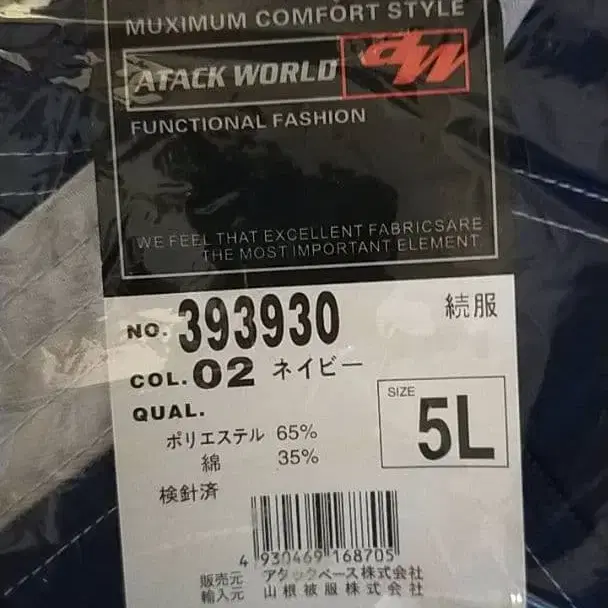 MUXIMUM COMFORT STYLE
ATACK WORLD aw
FUNCTIONAL FASHION
WE FEEL THAT EXCELLENT FABRICSARE
THE MOST IMPORTANT ELEMENT.
NO. 393930 続服
COL. 02 ネイビー
QUAL.
SIZE
5L
ポリエステル 65%
綿 35%
検針済
4 930469 168705
販売元 アタックベース株式会社
輸入元 山根被服株式会社